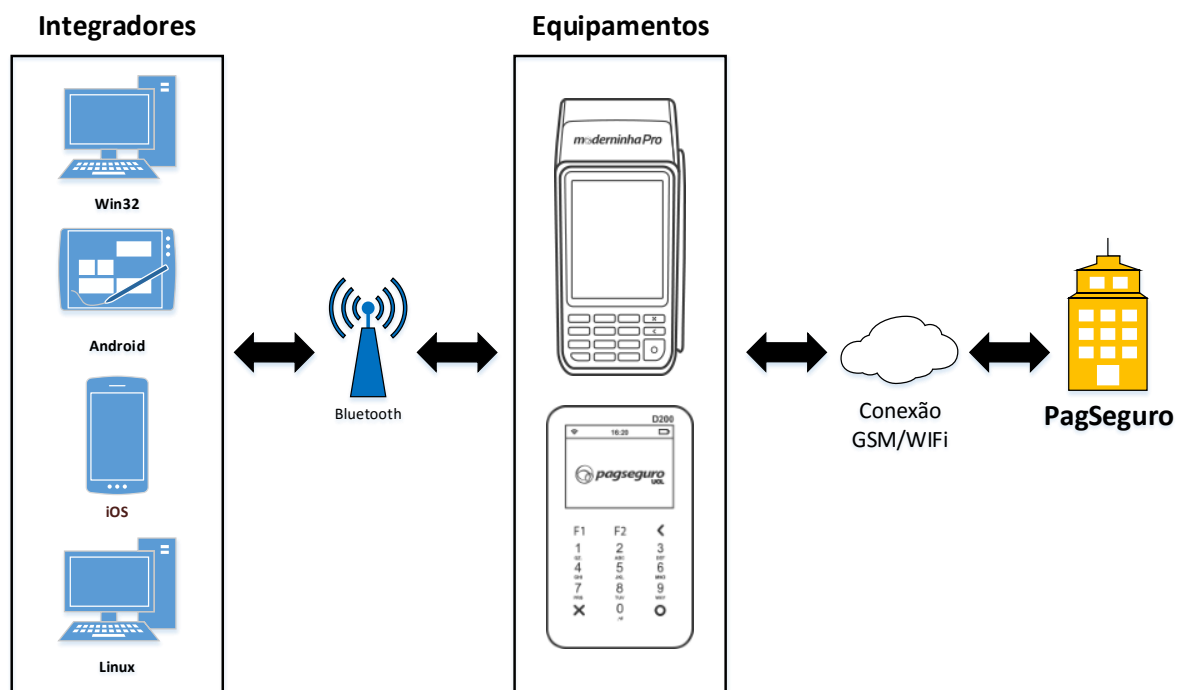 Integradores
Win32
Android
iOS
Linux
Bluetooth
Equipamentos
moderninhaPro
D200
16:20
pagseguro
UOL
F1 F2
1 2 3
QZ. ABC DEF
4 5 6
GHI JKL MNO
7 8 9
PRS TUV WXY
0
Conexão
GSM/WIFi
PagSeguro